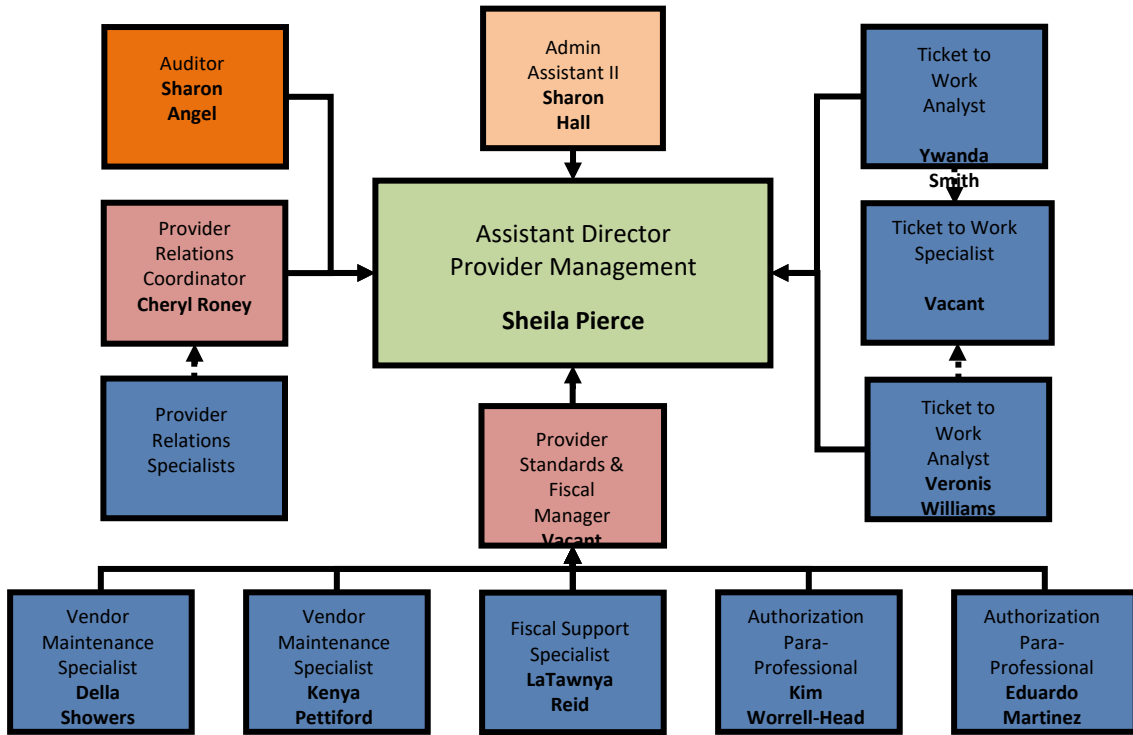 Auditor
Sharon
Angel
Admin
Assistant II
Sharon
Hall
Ticket to
Work
Analyst
Ywanda
Smith
Provider
Relations
Coordinator
Cheryl Roney
Assistant Director
Provider Management
Sheila Pierce
Ticket to Work
Specialist
Vacant
Provider
Relations
Specialists
Provider
Standards &
Fiscal
Manager
Vacant
Ticket to
Work
Analyst
Veronis
Williams
Vendor
Maintenance
Specialist
Della
Showers
Vendor
Maintenance
Specialist
Kenya
Pettiford
Fiscal Support
Specialist
LaTawnya
Reid
Authorization
Para-
Professional
Kim
Worrell-Head
Authorization
Para-
Professional
Eduardo
Martinez